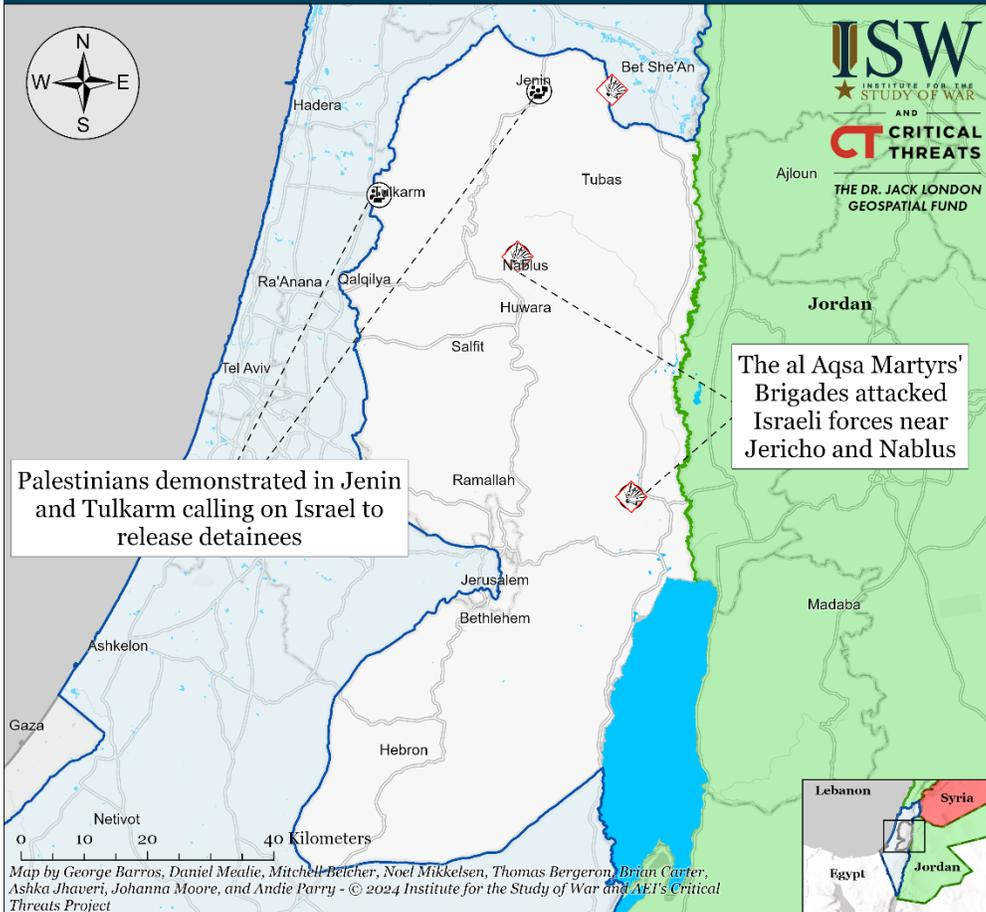 N
W E
S
ISW
INSTITUTE FOR THE
STUDY OF WAR
AND
CT CRITICAL
THREATS
THE DR. JACK LONDON
GEOSPATIAL FUND
Jenin
Bet She'An
Hadera
Tulkarm
Tubas
Ajloun
Nablus
Ra'Anana
Qalqilya
Huwara
Jordan
Salfit
Tel Aviv
The al Aqsa Martyrs'
Brigades attacked
Israeli forces near
Jericho and Nablus
Palestinians demonstrated in Jenin
and Tulkarm calling on Israel to
release detainees
Ramallah
Jerusalem
Bethlehem
Madaba
Ashkelon
Gaza
Hebron
Netivot
0 10 20 40 Kilometers
Lebanon
Syria
Jordan
Egypt
Map by George Barros, Daniel Mealie, Mitchell Belcher, Noel Mikkelsen, Thomas Bergeron, Brian Carter,
Ashka Jhaveri, Johanna Moore, and Andie Parry - © 2024 Institute for the Study of War and AEI's Critical
Threats Project